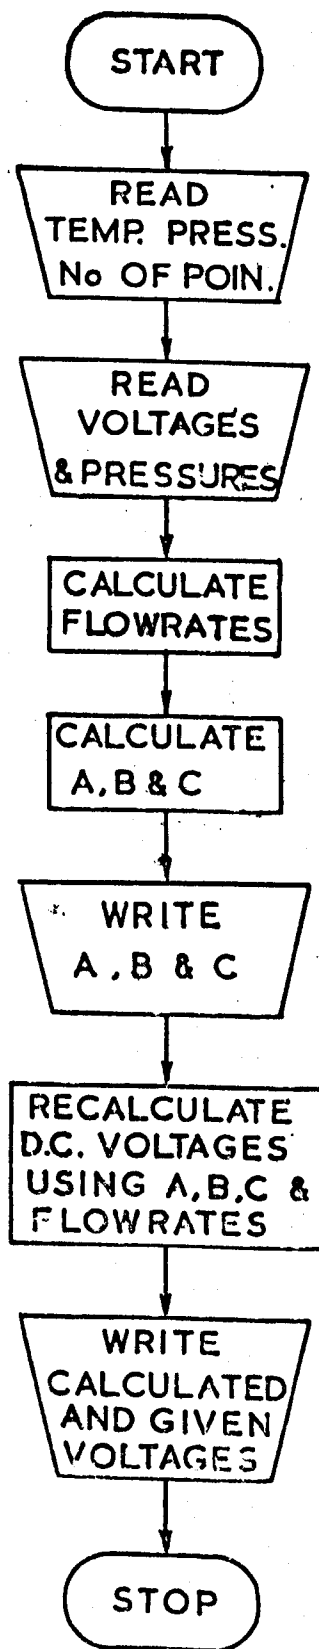 START
READ
TEMP. PRESS.
No OF POIN.
READ
VOLTAGES
& PRESSURES
CALCULATE
FLOWRATES
CALCULATE
A, B & C
WRITE
A, B & C
RECALCULATE
D.C. VOLTAGES
USING A, B, C &
FLOWRATES
WRITE
CALCULATED
AND GIVEN
VOLTAGES
STOP